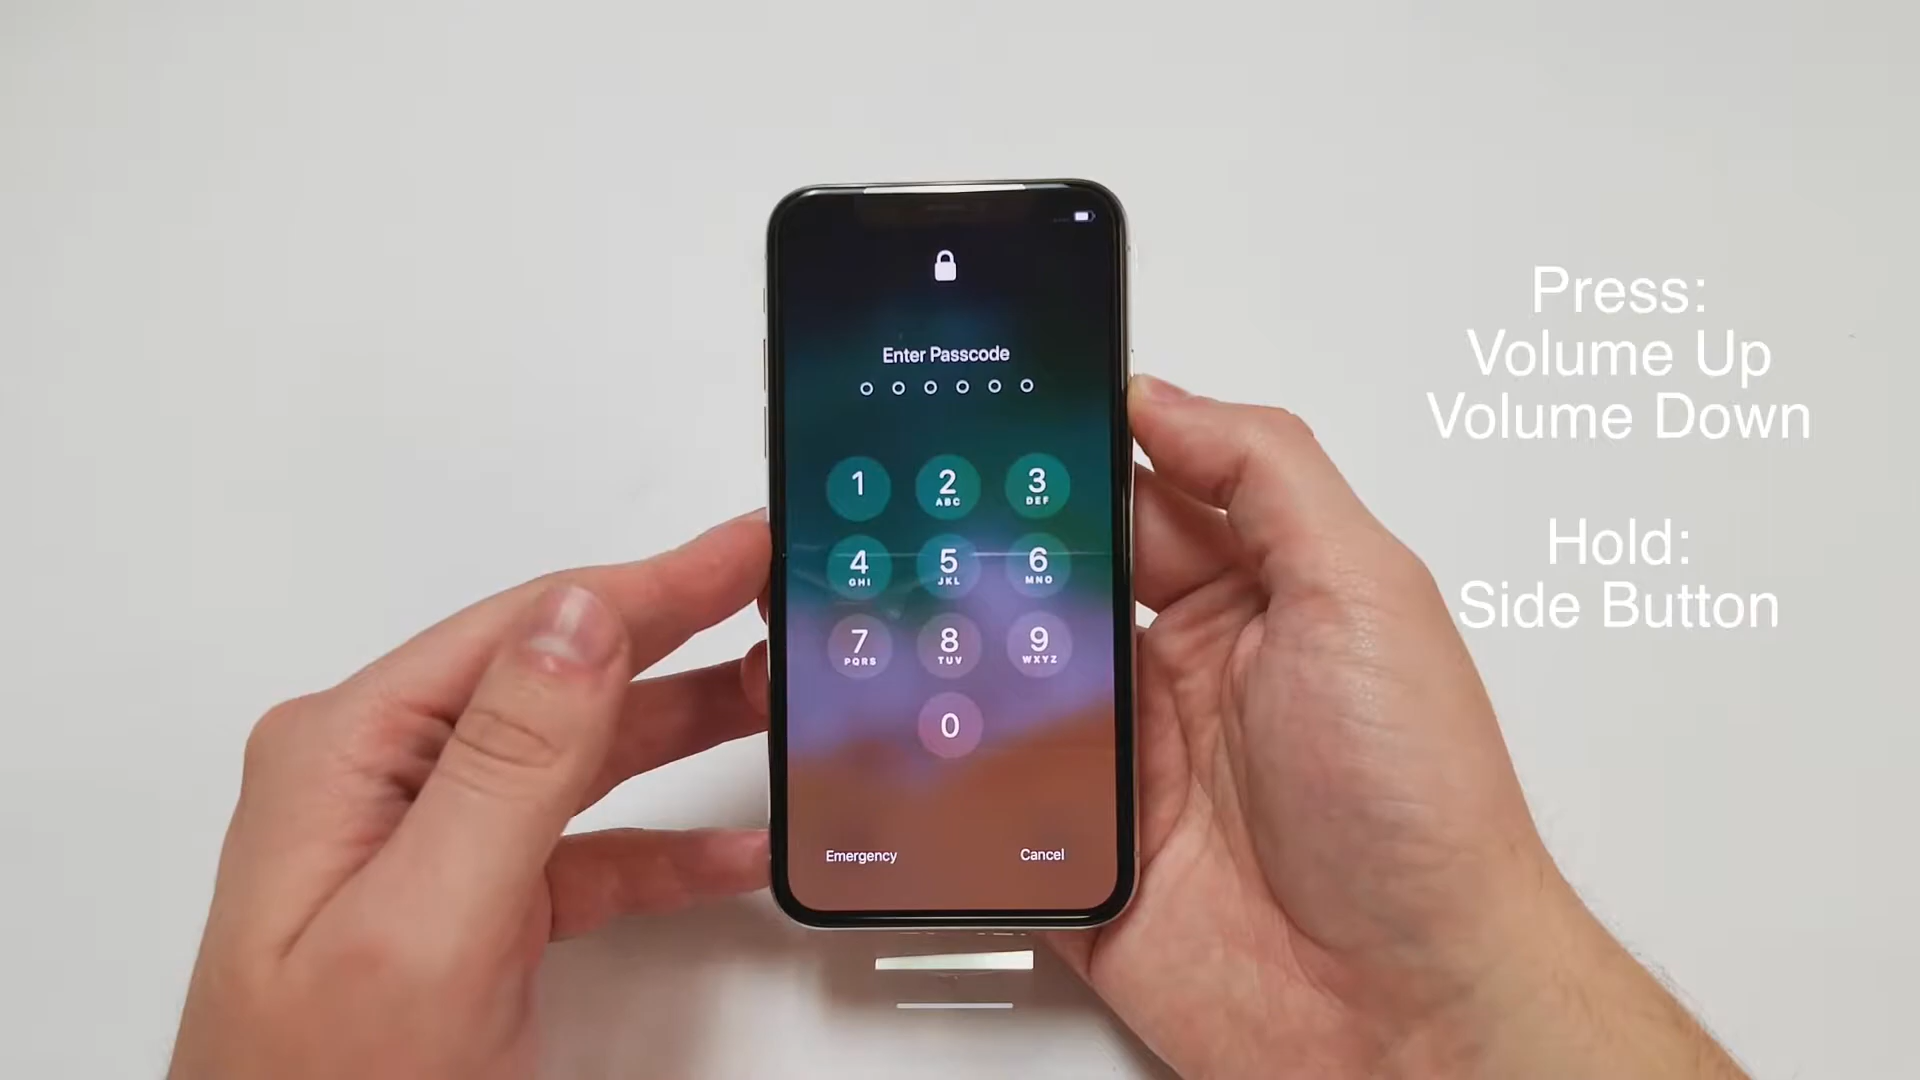 Press:
Volume Up
Volume Down
Hold:
Side Button
Enter Passcode
1
2
ABC
3
DEF
4
GHI
5
JKL
6
MNO
7
PQRS
8
TUV
9
WXYZ
0
Emergency
Cancel